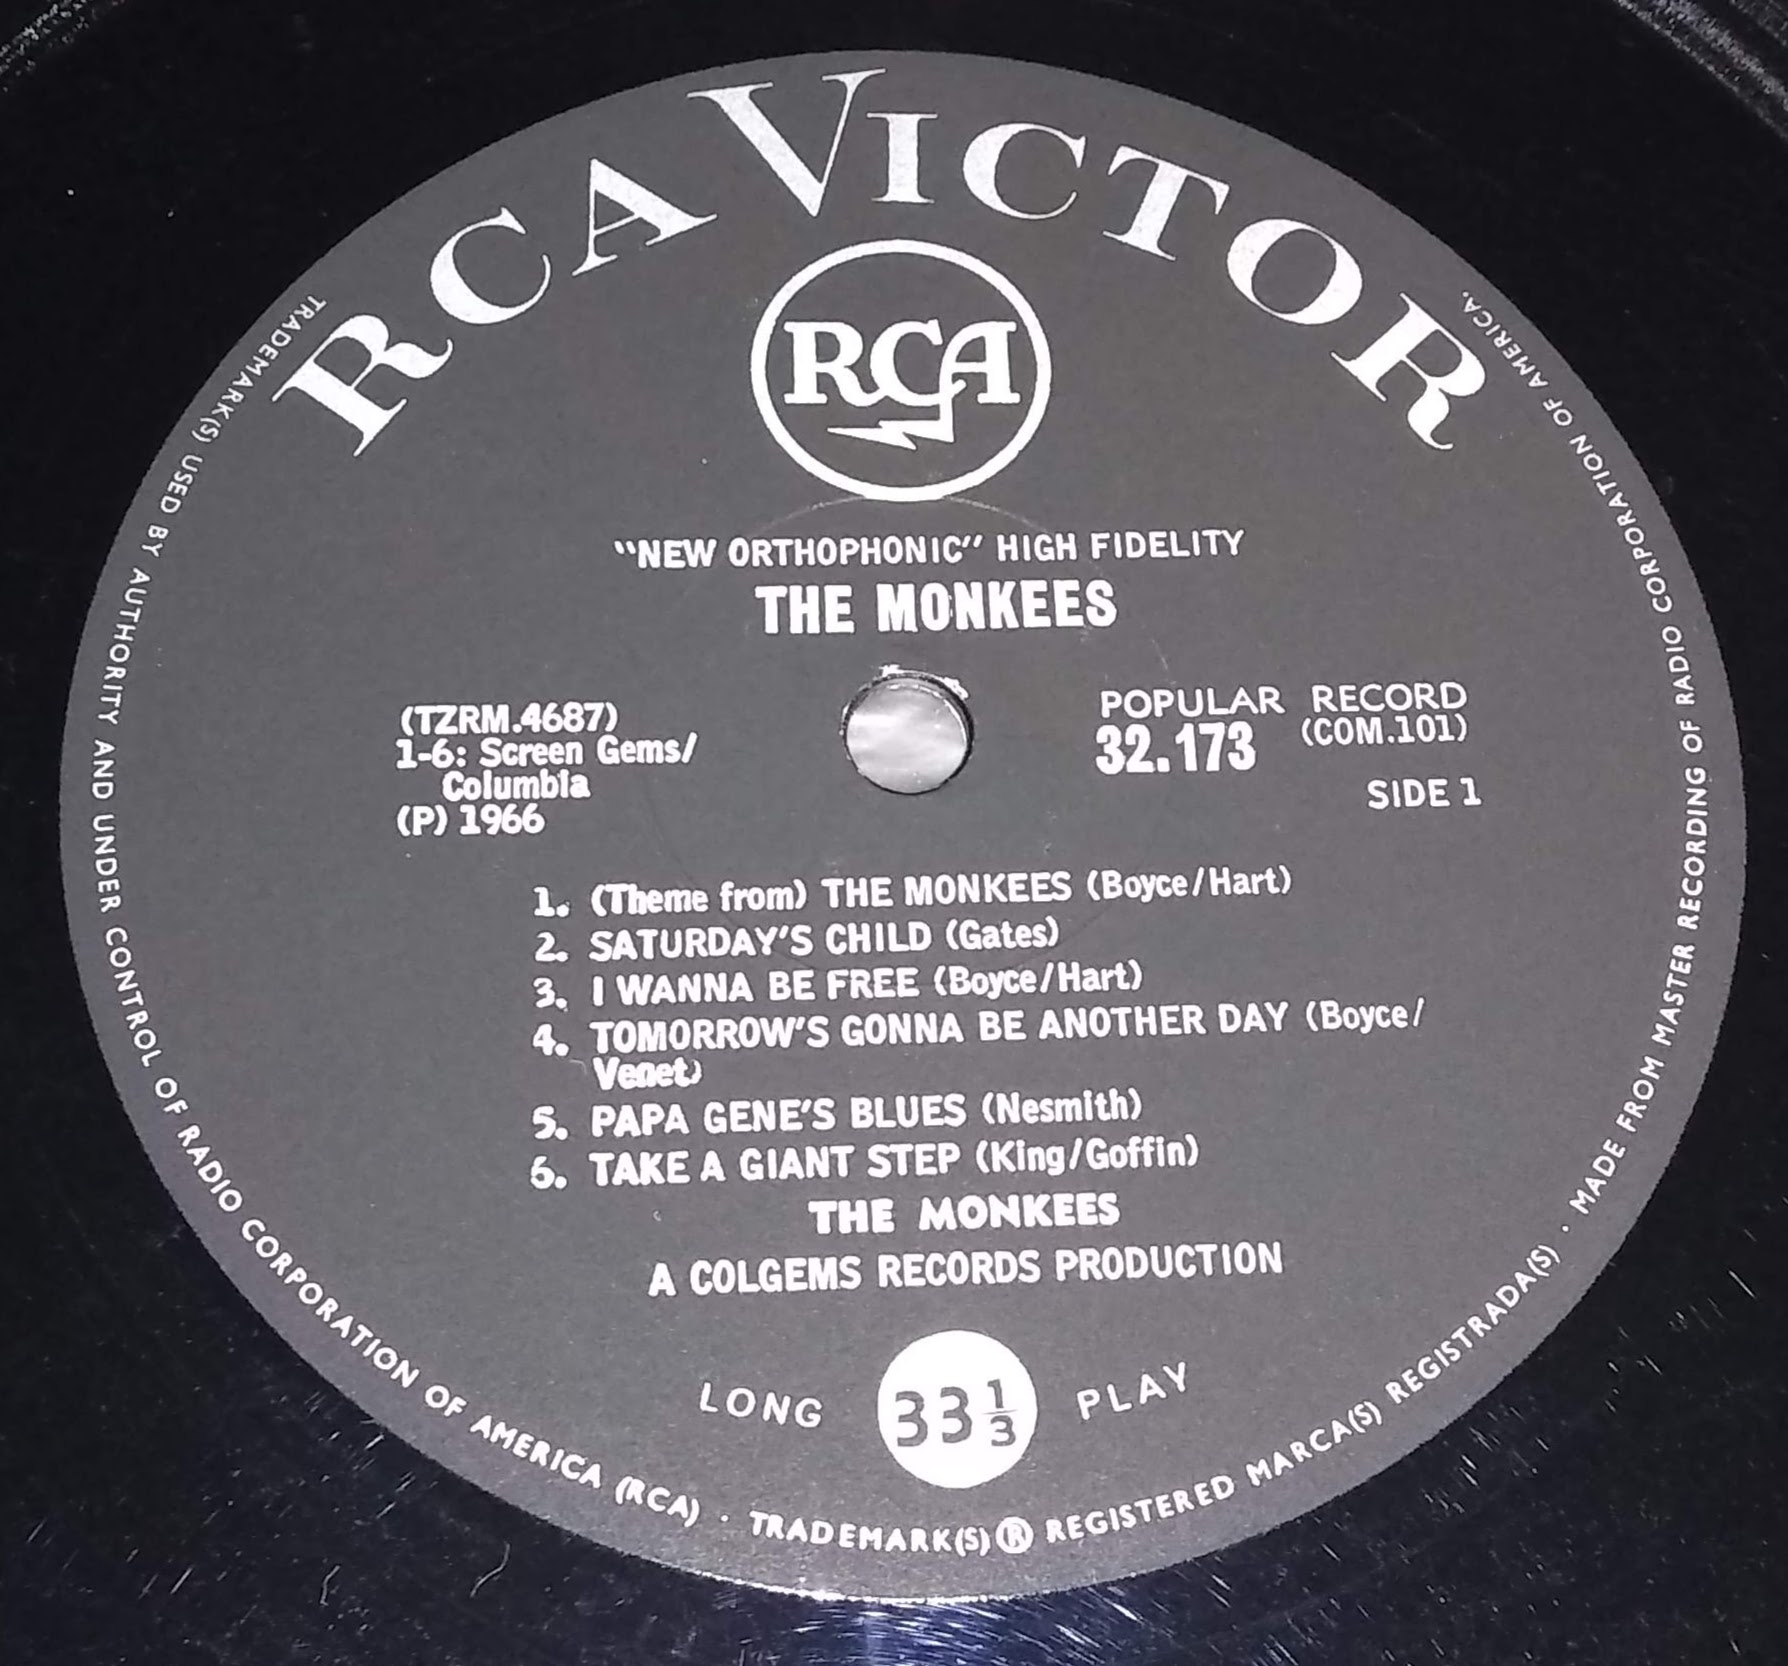 RCA VICTOR
RCA
"NEW ORTHOPHONIC" HIGH FIDELITY
THE MONKEES
(TZRM.4687)
1-6: Screen Gems/
Columbia
(P) 1966
POPULAR RECORD
32.173 (COM.101)
SIDE 1
1. (Theme from) THE MONKEES (Boyce/Hart)
2. SATURDAY'S CHILD (Gates)
3. I WANNA BE FREE (Boyce/Hart)
4. TOMORROW'S GONNA BE ANOTHER DAY (Boyce/
Venet)
5. PAPA GENE'S BLUES (Nesmith)
6. TAKE A GIANT STEP (King/Goffin)
THE MONKEES
A COLGEMS RECORDS PRODUCTION
LONG 33 1/3 PLAY
TRADEMARK(S) USED BY AUTHORITY AND UNDER CONTROL OF RADIO CORPORATION OF AMERICA (RCA) · TRADEMARK(S) ® REGISTERED MARCA(S) REGISTRADA(S) · MADE FROM MASTER RECORDING OF RADIO CORPORATION OF AMERICA.